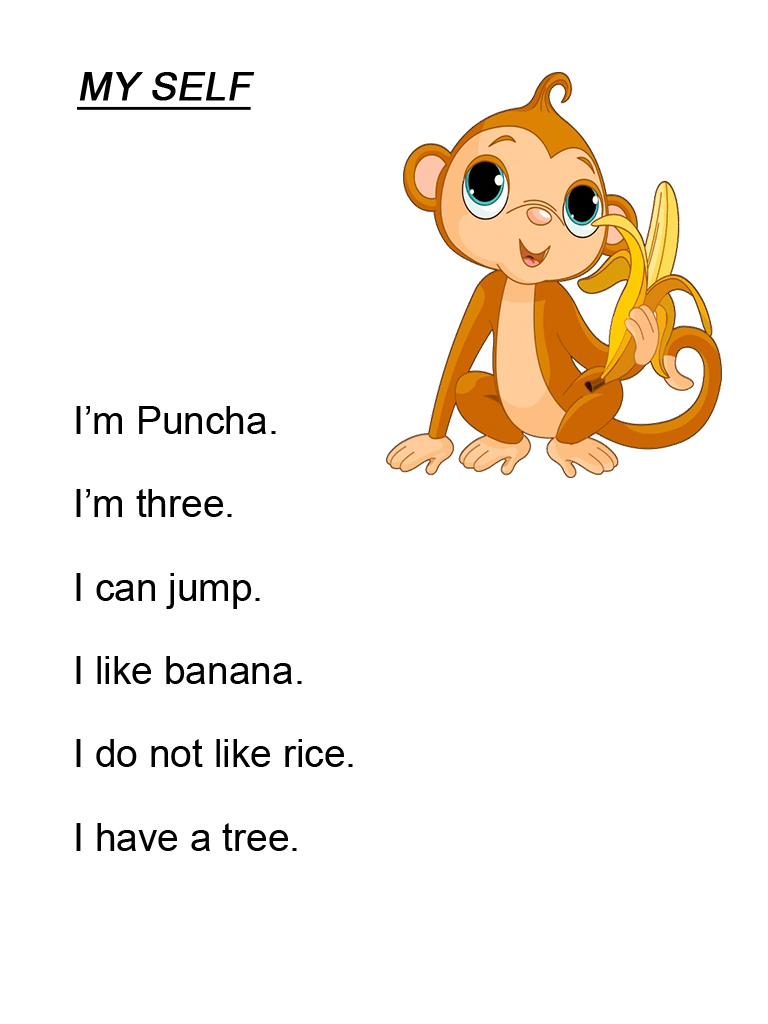 MY SELF
I’m Puncha.
I’m three.
I can jump.
I like banana.
I do not like rice.
I have a tree.